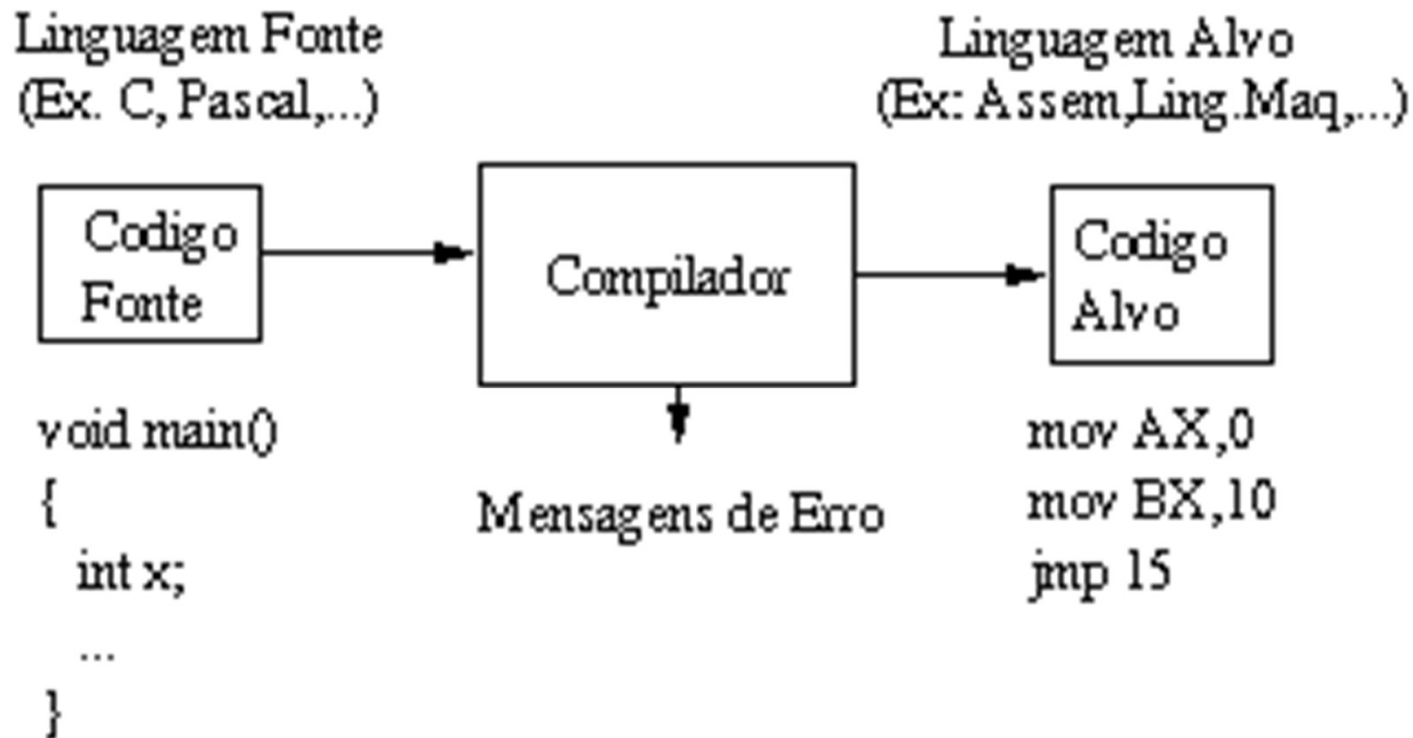 Linguagem Fonte
(Ex. C, Pascal,...)
Linguagem Alvo
(Ex: Assem,Ling.Maq,...)
Codigo
Fonte
Compilador
Codigo
Alvo
void main()
{
int x;
...
}
Mensagens de Erro
mov AX,0
mov BX,10
jmp 15